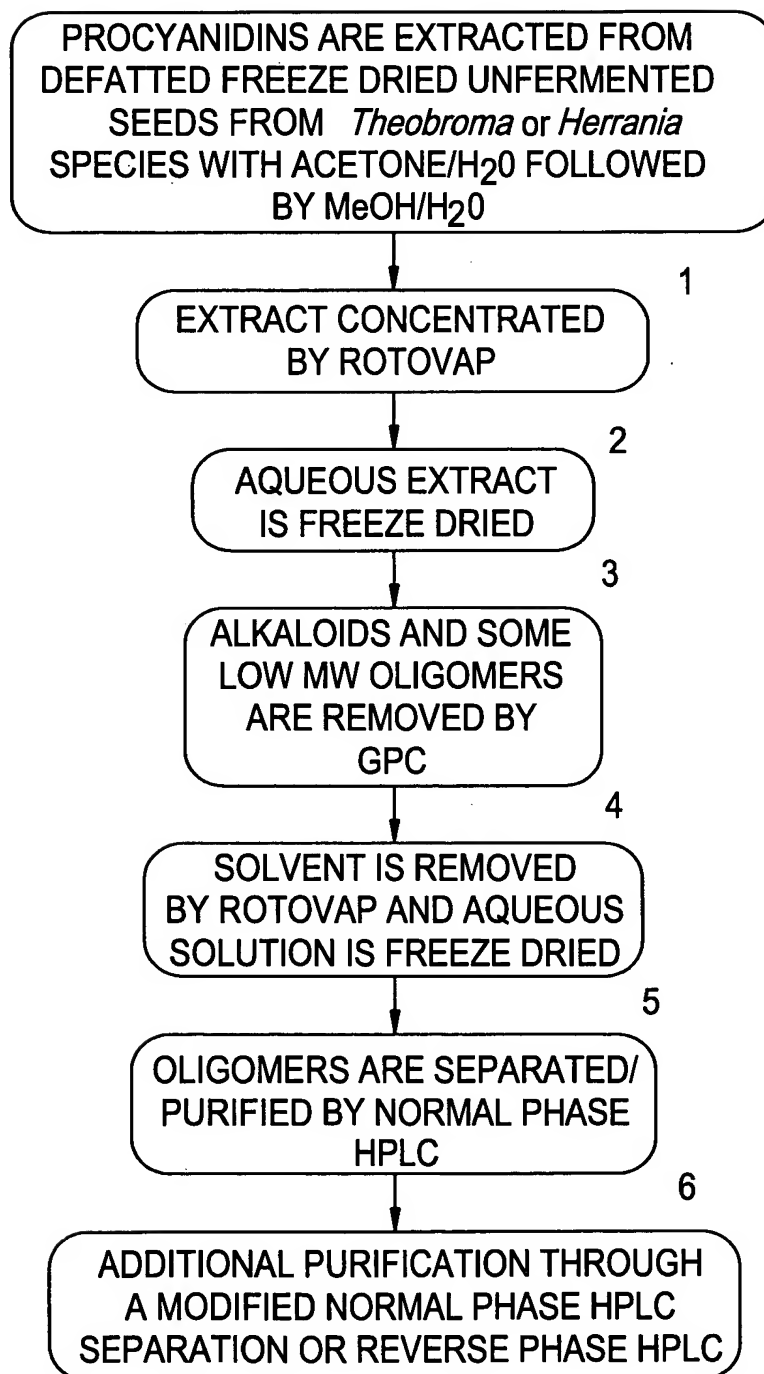 PROCYANIDINS ARE EXTRACTED FROM
DEFATTED FREEZE DRIED UNFERMENTED
SEEDS FROM Theobroma or Herrania
SPECIES WITH ACETONE/H20 FOLLOWED
BY MeOH/H20
1
EXTRACT CONCENTRATED
BY ROTOVAP
2
AQUEOUS EXTRACT
IS FREEZE DRIED
3
ALKALOIDS AND SOME
LOW MW OLIGOMERS
ARE REMOVED BY
GPC
4
SOLVENT IS REMOVED
BY ROTOVAP AND AQUEOUS
SOLUTION IS FREEZE DRIED
5
OLIGOMERS ARE SEPARATED/
PURIFIED BY NORMAL PHASE
HPLC
6
ADDITIONAL PURIFICATION THROUGH
A MODIFIED NORMAL PHASE HPLC
SEPARATION OR REVERSE PHASE HPLC